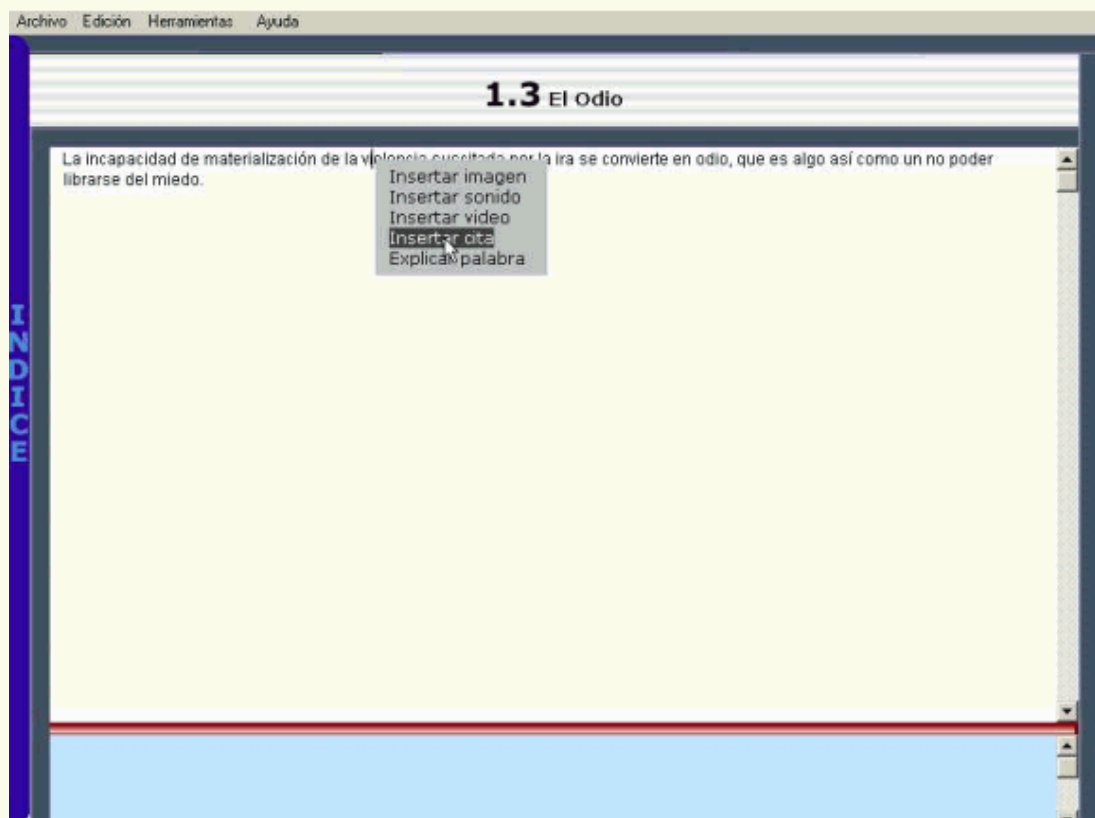 Archivo Edición Herramientas Ayuda
1.3 El Odio
La incapacidad de materialización de la violencia suscitada por la ira se convierte en odio, que es algo así como un no poder
librarse del miedo.
Insertar imagen
Insertar sonido
Insertar video
Insertar cita
Explicar palabra
INDICE